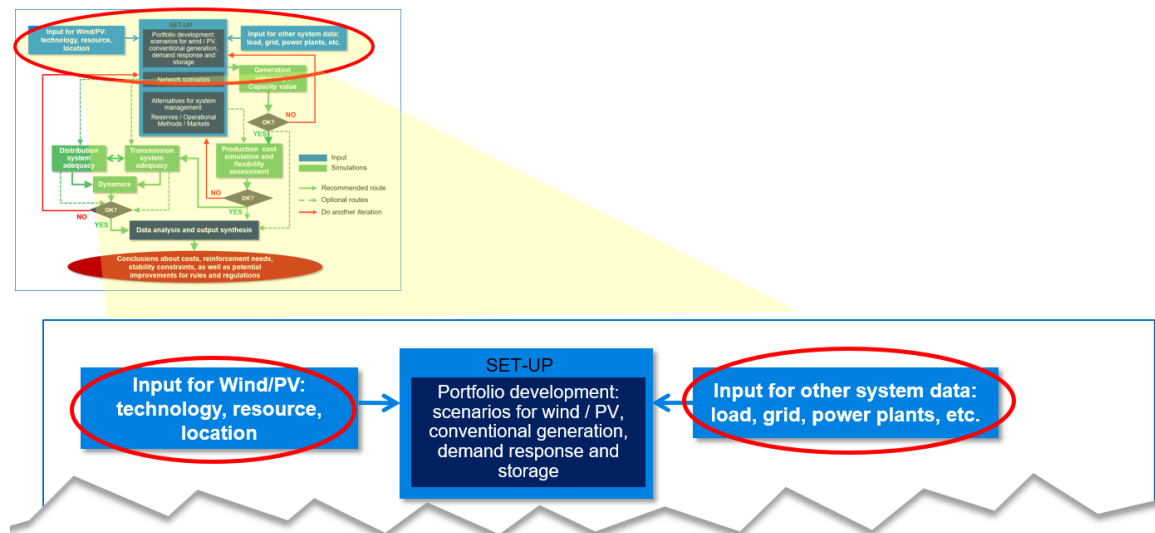 SET-UP
Input for Wind/PV:
technology, resource,
location
Portfolio development:
scenarios for wind / PV,
conventional generation,
demand response and
storage
Input for other system data:
load, grid, power plants, etc.
Network scenarios
Generation
Capacity value
Alternatives for system
management:
Reserves / Operational
Methods / Markets
NO
OK?
YES
Distribution
system
adequacy
Transmission
system
adequacy
Production cost
simulation and
flexibility
assessment
Input
Simulations
Dynamics
NO
OK?
Recommended route
Optional routes
Do another iteration
OK?
NO
YES
YES
Data analysis and output synthesis
Conclusions about costs, reinforcement needs,
stability constraints, as well as potential
improvements for rules and regulations
Input for Wind/PV:
technology, resource,
location
SET-UP
Portfolio development:
scenarios for wind / PV,
conventional generation,
demand response and
storage
Input for other system data:
load, grid, power plants, etc.